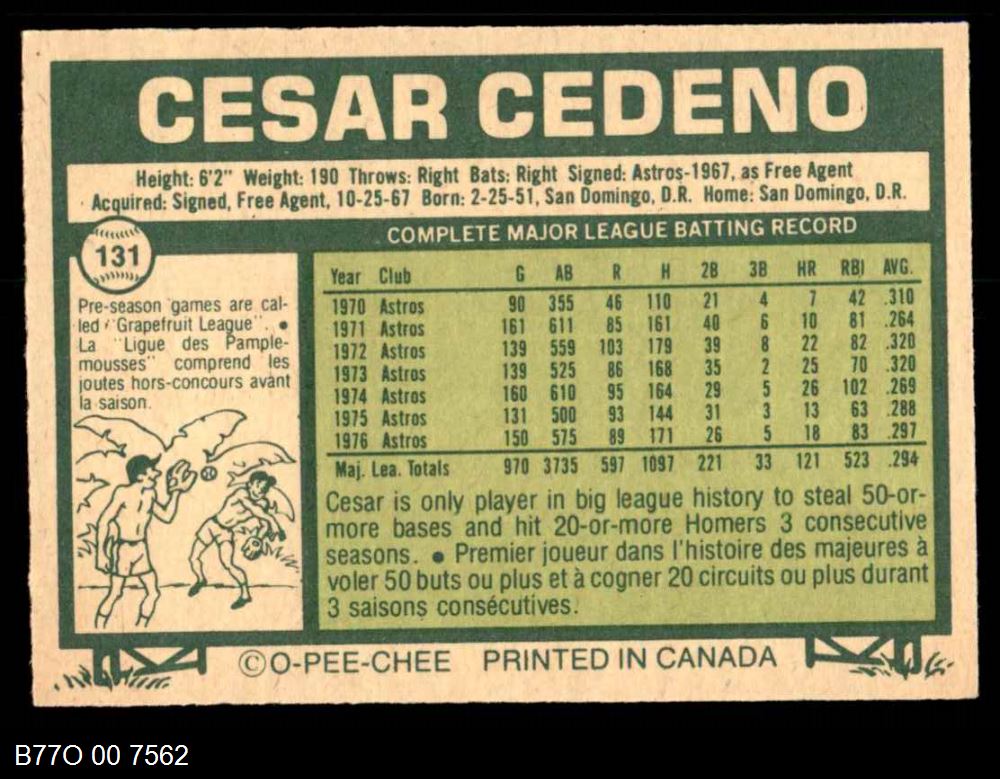 CESAR CEDENO
Height: 6'2" Weight: 190 Throws: Right Bats: Right Signed: Astros-1967, as Free Agent
Acquired: Signed, Free Agent, 10-25-67 Born: 2-25-51, San Domingo, D.R. Home: San Domingo, D.R.
131
Pre-season games are cal-
led "Grapefruit League". •
La "Ligue des Pample-
mousses" comprend les
joutes hors-concours avant
la saison.
COMPLETE MAJOR LEAGUE BATTING RECORD
Year Club G AB R H 2B 3B HR RBI AVG.
1970 Astros 90 355 46 110 21 4 7 42 .310
1971 Astros 161 611 85 161 40 6 10 81 .264
1972 Astros 139 559 103 179 39 8 22 82 .320
1973 Astros 139 525 86 168 35 2 25 70 .320
1974 Astros 160 610 95 164 29 5 26 102 .269
1975 Astros 131 500 93 144 31 3 13 63 .288
1976 Astros 150 575 89 171 26 5 18 83 .297
Maj. Lea. Totals 970 3735 597 1097 221 33 121 523 .294
Cesar is only player in big league history to steal 50-or-
more bases and hit 20-or-more Homers 3 consecutive
seasons. • Premier joueur dans l'histoire des majeures à
voler 50 buts ou plus et à cogner 20 circuits ou plus durant
3 saisons consécutives.
© O-PEE-CHEE PRINTED IN CANADA
B77O 00 7562